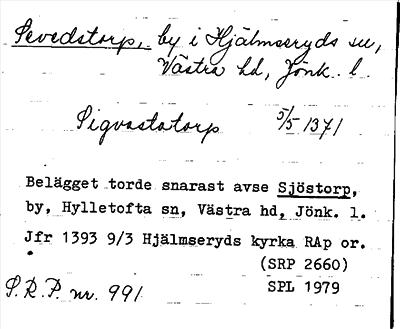 Sevedstorp, by i Hjälmseryds sn,
Västra hd, Jönk. l.
Sigvastatorp 5/5 1371
Belägget torde snarast avse Sjöstorp,
by, Hylletofta sn, Västra hd, Jönk. l.
Jfr 1393 9/3 Hjälmseryds kyrka RAp or.
(SRP 2660)
SPL 1979
S.R.P. nr. 991